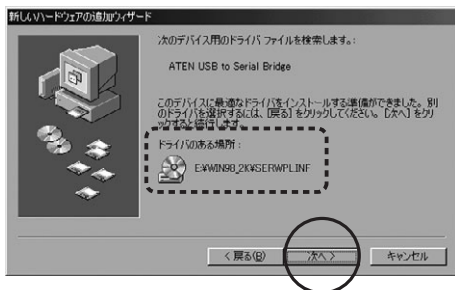 新しいハードウェアの追加ウィザード
次のデバイス用のドライバ ファイルを検索します。:
ATEN USB to Serial Bridge
このデバイスに最適なドライバをインストールする準備ができました。別
のドライバを選択するには、[戻る] をクリックしてください。[次へ] をクリ
ックすると続行します。
ドライバのある場所:
E:¥WIN98_2K¥SERWPL.INF
< 戻る(B)
次へ >
キャンセル